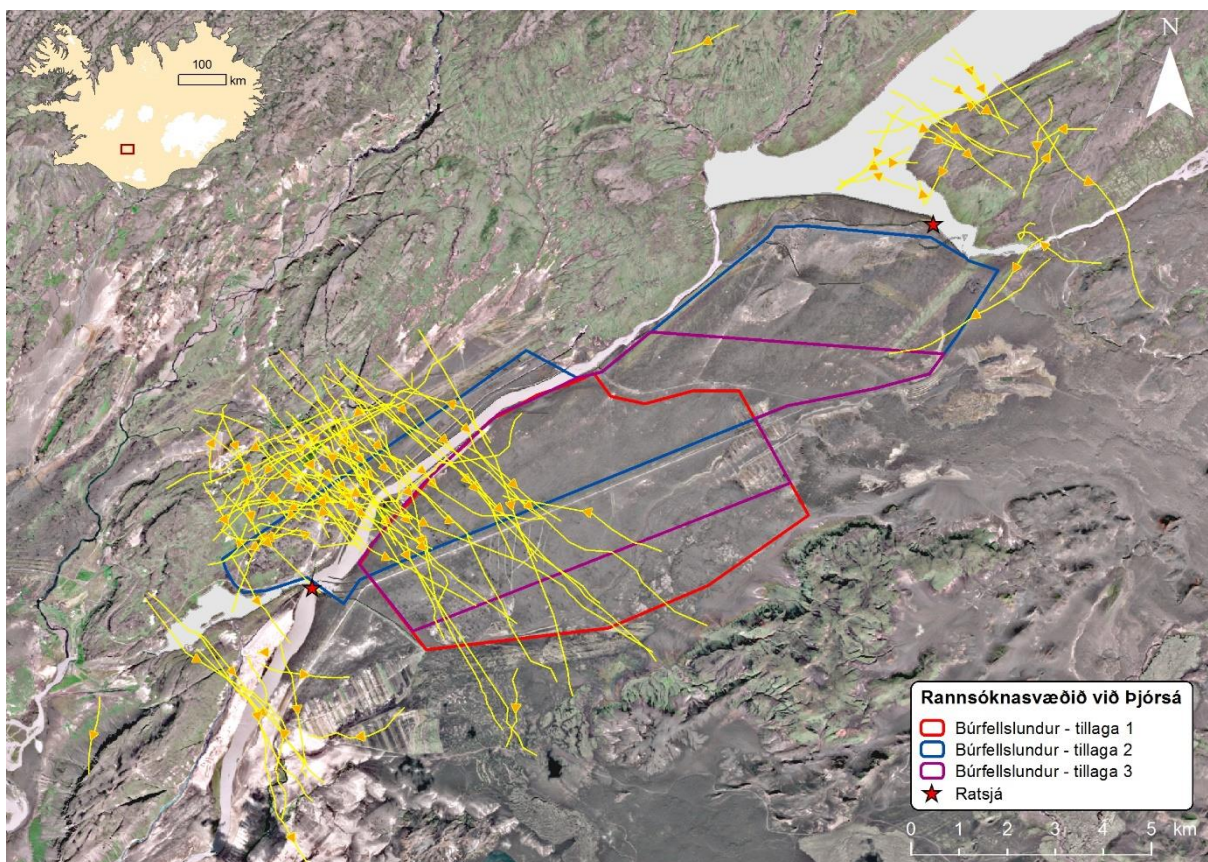 100
km
N
Rannsóknasvæðið við Þjórsá
Búrfellslundur - tillaga 1
Búrfellslundur - tillaga 2
Búrfellslundur - tillaga 3
Ratsjá
0 1 2 3 4 5 km